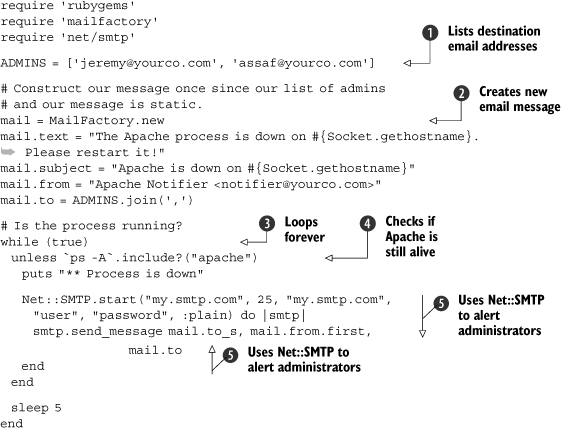 require 'rubygems'
require 'mailfactory'
require 'net/smtp'
1 Lists destination
email addresses
ADMINS = ['jeremy@yourco.com', 'assaf@yourco.com']
# Construct our message once since our list of admins
# and our message is static.
2 Creates new
email message
mail = MailFactory.new
mail.text = "The Apache process is down on #{Socket.gethostname}.
➥ Please restart it!"
mail.subject = "Apache is down on #{Socket.gethostname}"
mail.from = "Apache Notifier <notifier@yourco.com>"
mail.to = ADMINS.join(',')
# Is the process running?
3 Loops
forever
4 Checks if
Apache is
still alive
while (true)
unless `ps -A`.include?("apache")
puts "** Process is down"
Net::SMTP.start("my.smtp.com", 25, "my.smtp.com",
"user", "password", :plain) do |smtp|
smtp.send_message mail.to_s, mail.from.first,
5 Uses Net::SMTP
to alert
administrators
mail.to
5 Uses Net::SMTP to
alert administrators
end
end
sleep 5
end